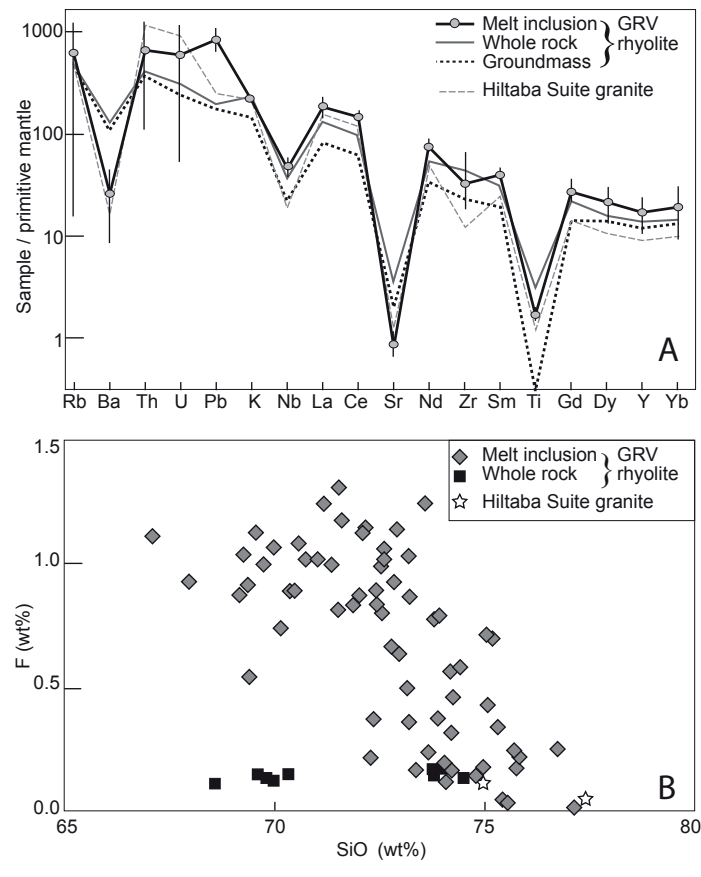 1000
100
10
1
Sample / primitive mantle
Melt inclusion
Whole rock
Groundmass
GRV
rhyolite
Hiltaba Suite granite
A
Rb Ba Th U Pb K Nb La Ce Sr Nd Zr Sm Ti Gd Dy Y Yb
1.5
1.0
0.5
0.0
F (wt%)
Melt inclusion
Whole rock
GRV
rhyolite
Hiltaba Suite granite
B
65 70 75 80
SiO (wt%)